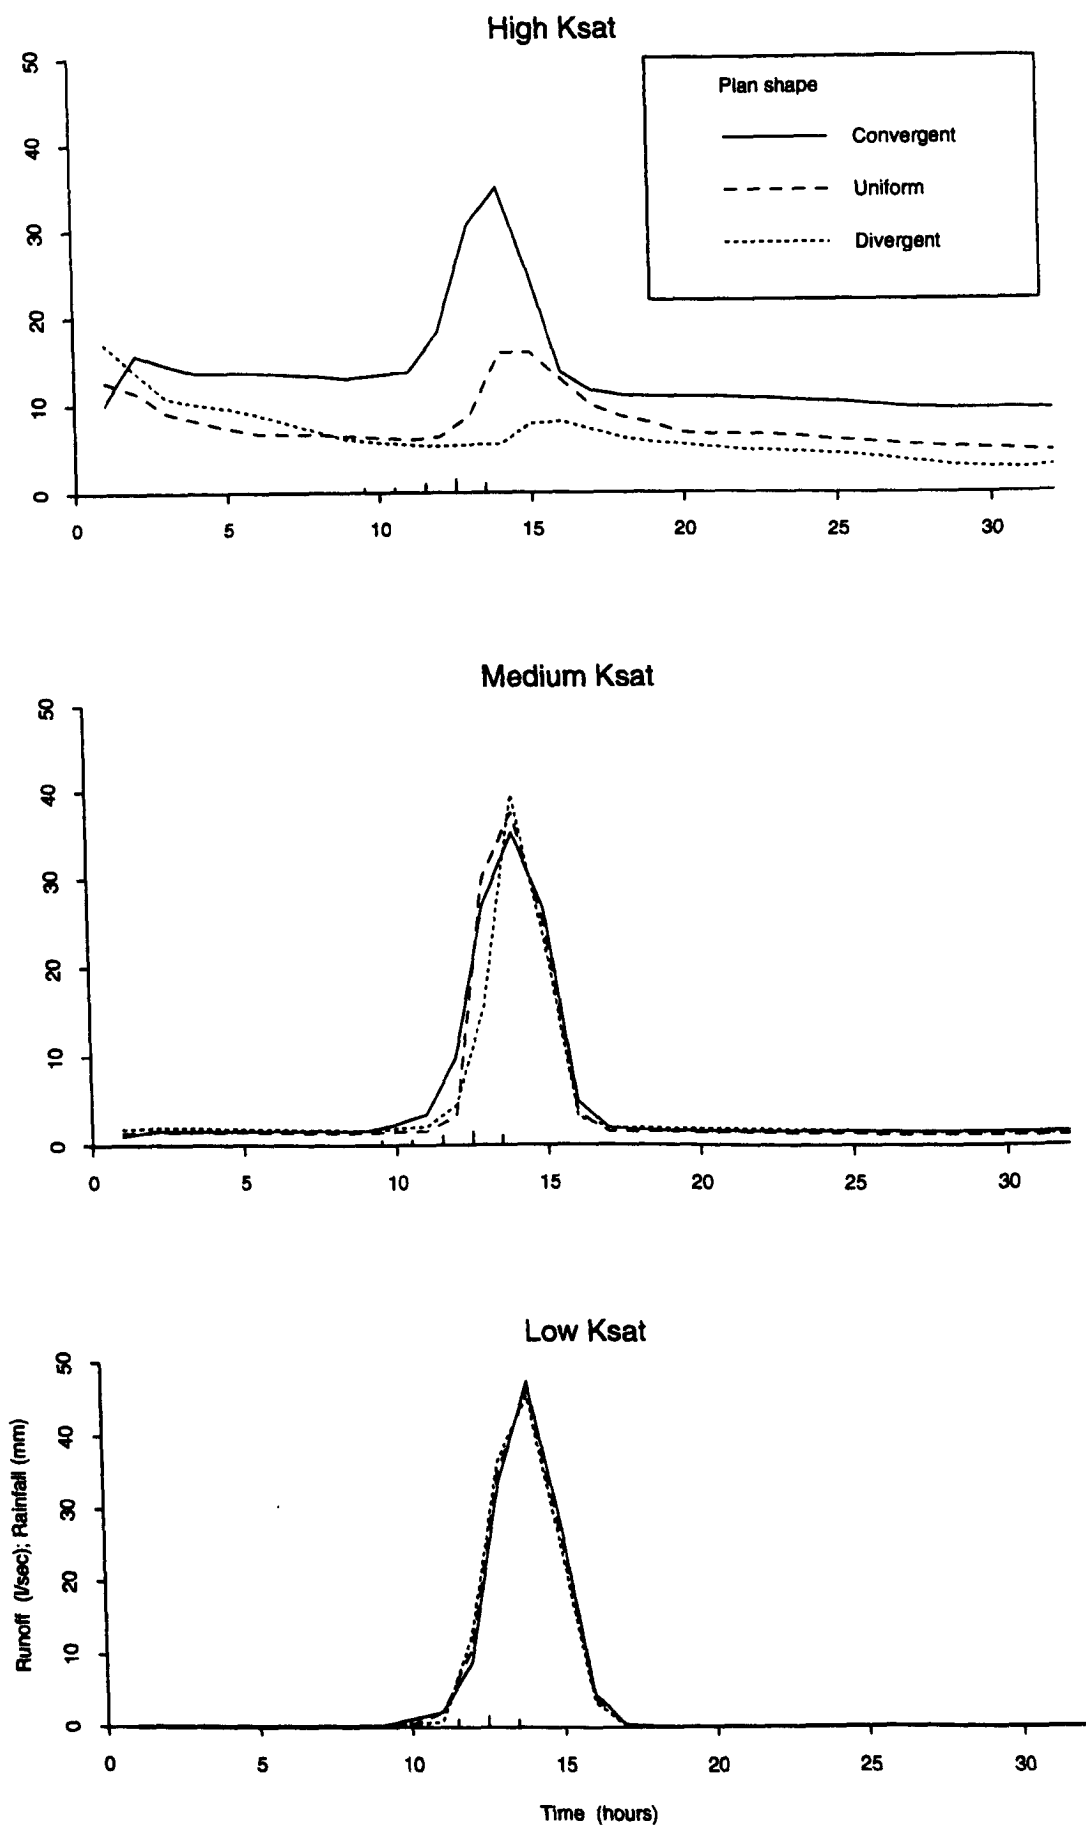 High Ksat
50
40
30
20
10
0
Plan shape
Convergent
Uniform
Divergent
0 5 10 15 20 25 30
Medium Ksat
50
40
30
20
10
0
0 5 10 15 20 25 30
Low Ksat
Runoff (l/sec); Rainfall (mm)
50
40
30
20
10
0
0 5 10 15 20 25 30
Time (hours)